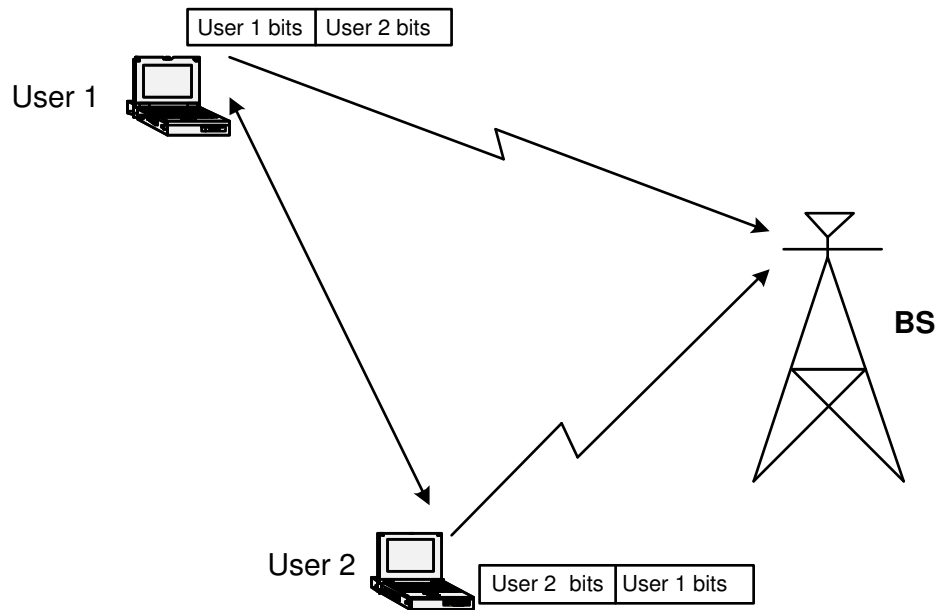 User 1 bits User 2 bits
User 1
BS
User 2
User 2 bits User 1 bits